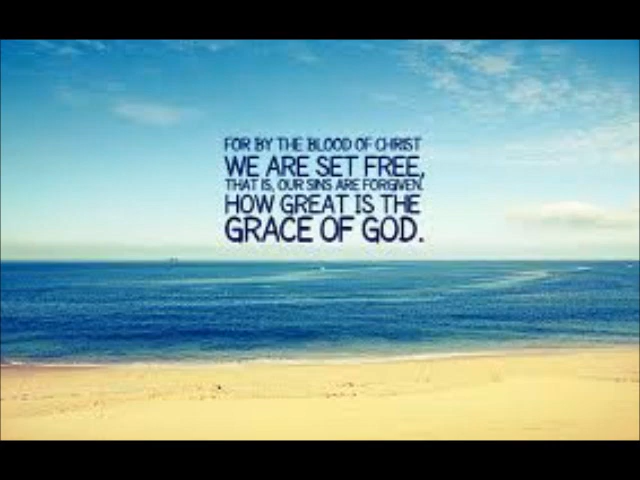 FOR BY THE BLOOD OF CHRIST
WE ARE SET FREE,
THAT IS, OUR SINS ARE FORGIVEN.
HOW GREAT IS THE
GRACE OF GOD.